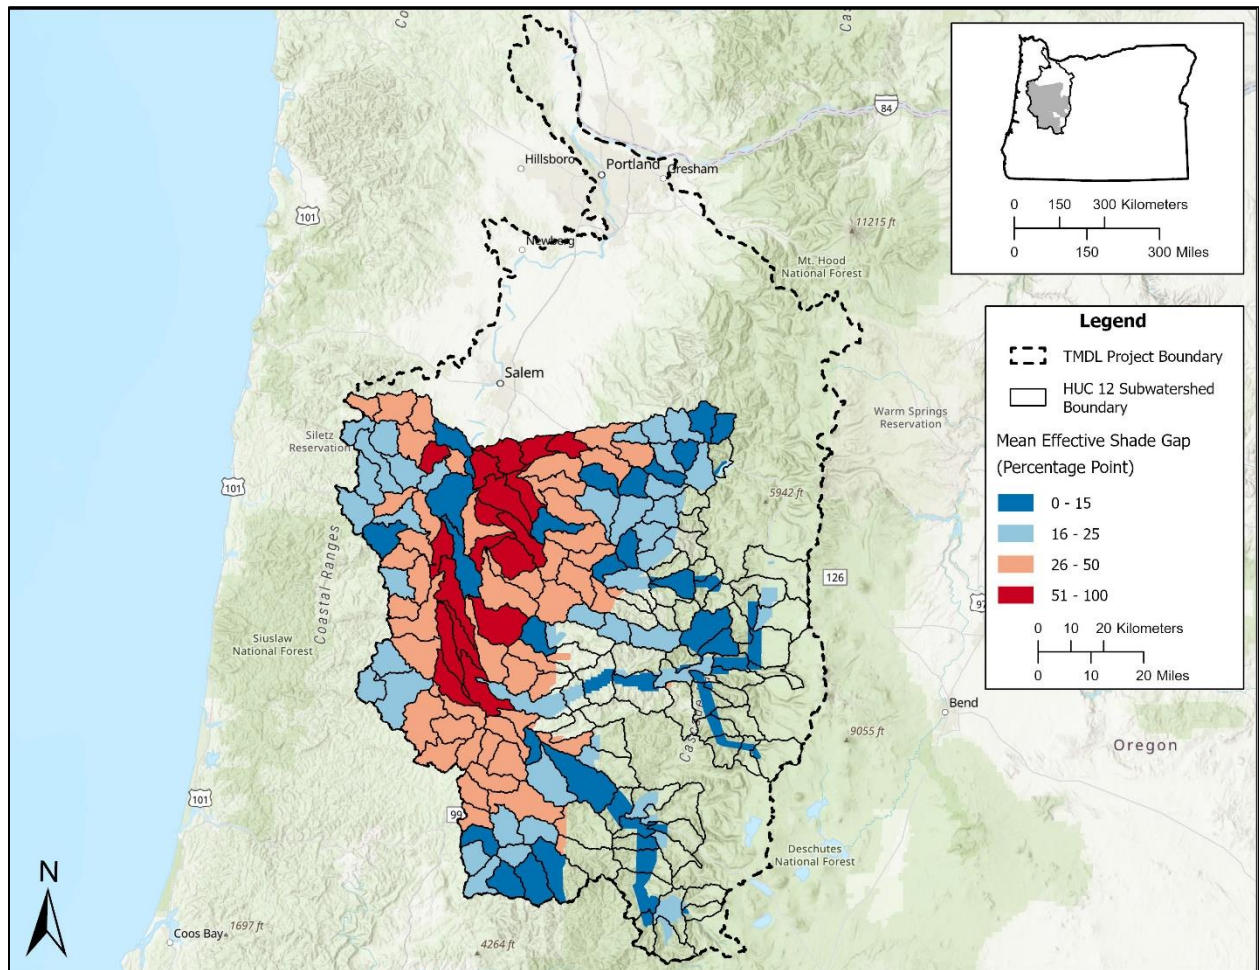 Co
Cas
84
Hillsboro
Portland
Gresham
101
Newberg
11215 ft
Mt. Hood
National Forest
Salem
Siletz
Reservation
Warm Springs
Reservation
101
5942 ft
Coastal Ranges
126
97
Siuslaw
National Forest
Bend
Cascade
9055 ft
Oregon
101
99
Deschutes
National Forest
N
1697 ft
Coos Bay
4264 ft
0 150 300 Kilometers
0 150 300 Miles
Legend
TMDL Project Boundary
HUC 12 Subwatershed
Boundary
Mean Effective Shade Gap
(Percentage Point)
0 - 15
16 - 25
26 - 50
51 - 100
0 10 20 Kilometers
0 10 20 Miles